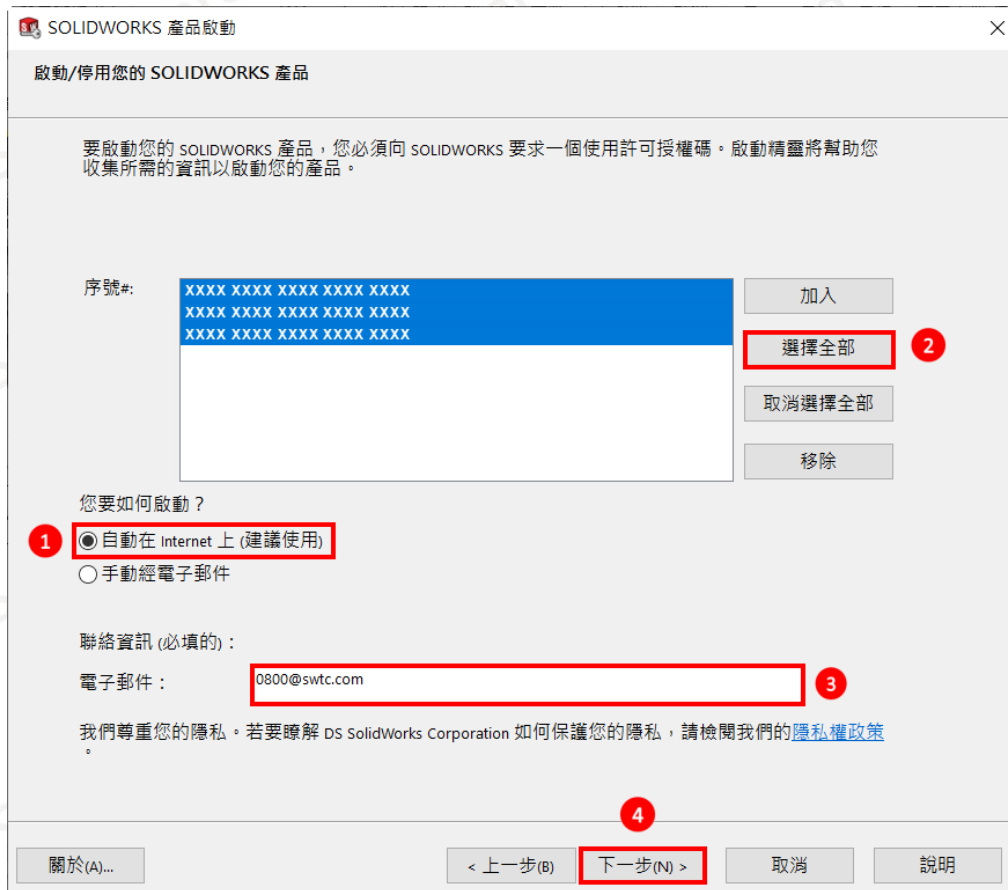 SOLIDWORKS 產品啟動
啟動/停用您的 SOLIDWORKS 產品
要啟動您的 SOLIDWORKS 產品，您必須向 SOLIDWORKS 要求一個使用許可授權碼。啟動精靈將幫助您
收集所需的資訊以啟動您的產品。
序號#:
XXXX XXXX XXXX XXXX XXXX
XXXX XXXX XXXX XXXX XXXX
XXXX XXXX XXXX XXXX XXXX
加入
選擇全部
2
取消選擇全部
移除
您要如何啟動？
1
自動在 Internet 上 (建議使用)
手動經電子郵件
聯絡資訊 (必填的)：
電子郵件：
0800@swtc.com
3
我們尊重您的隱私。若要瞭解 DS SolidWorks Corporation 如何保護您的隱私，請檢閱我們的隱私權政策
。
4
關於(A)...
< 上一步(B)
下一步(N) >
取消
說明